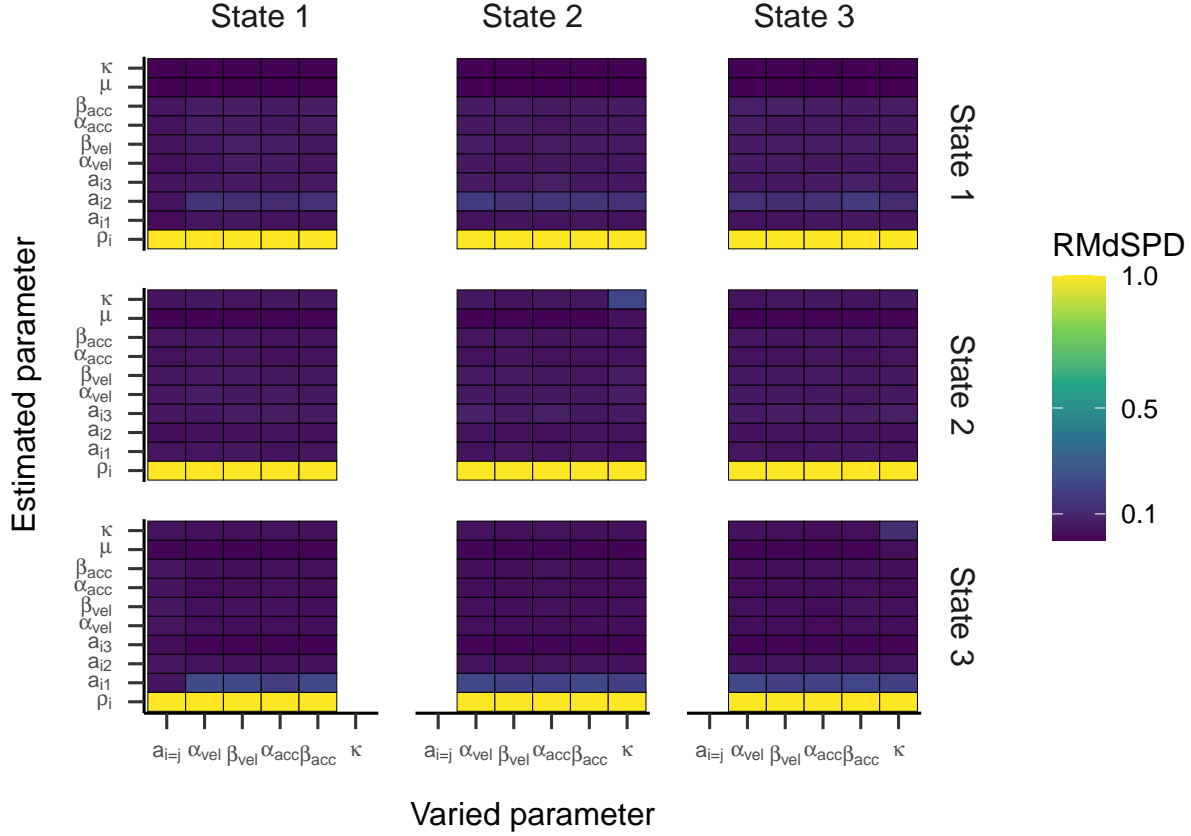 State 1 State 2 State 3
κ
μ
βacc
αacc
βvel
αvel
ai3
ai2
ai1
ρi
State 1
κ
μ
βacc
αacc
βvel
αvel
ai3
ai2
ai1
ρi
State 2
κ
μ
βacc
αacc
βvel
αvel
ai3
ai2
ai1
ρi
State 3
ai=j αvel βvel αacc βacc κ
ai=j αvel βvel αacc βacc κ
ai=j αvel βvel αacc βacc κ
Varied parameter
Estimated parameter
RMdSPD
1.0
0.5
0.1